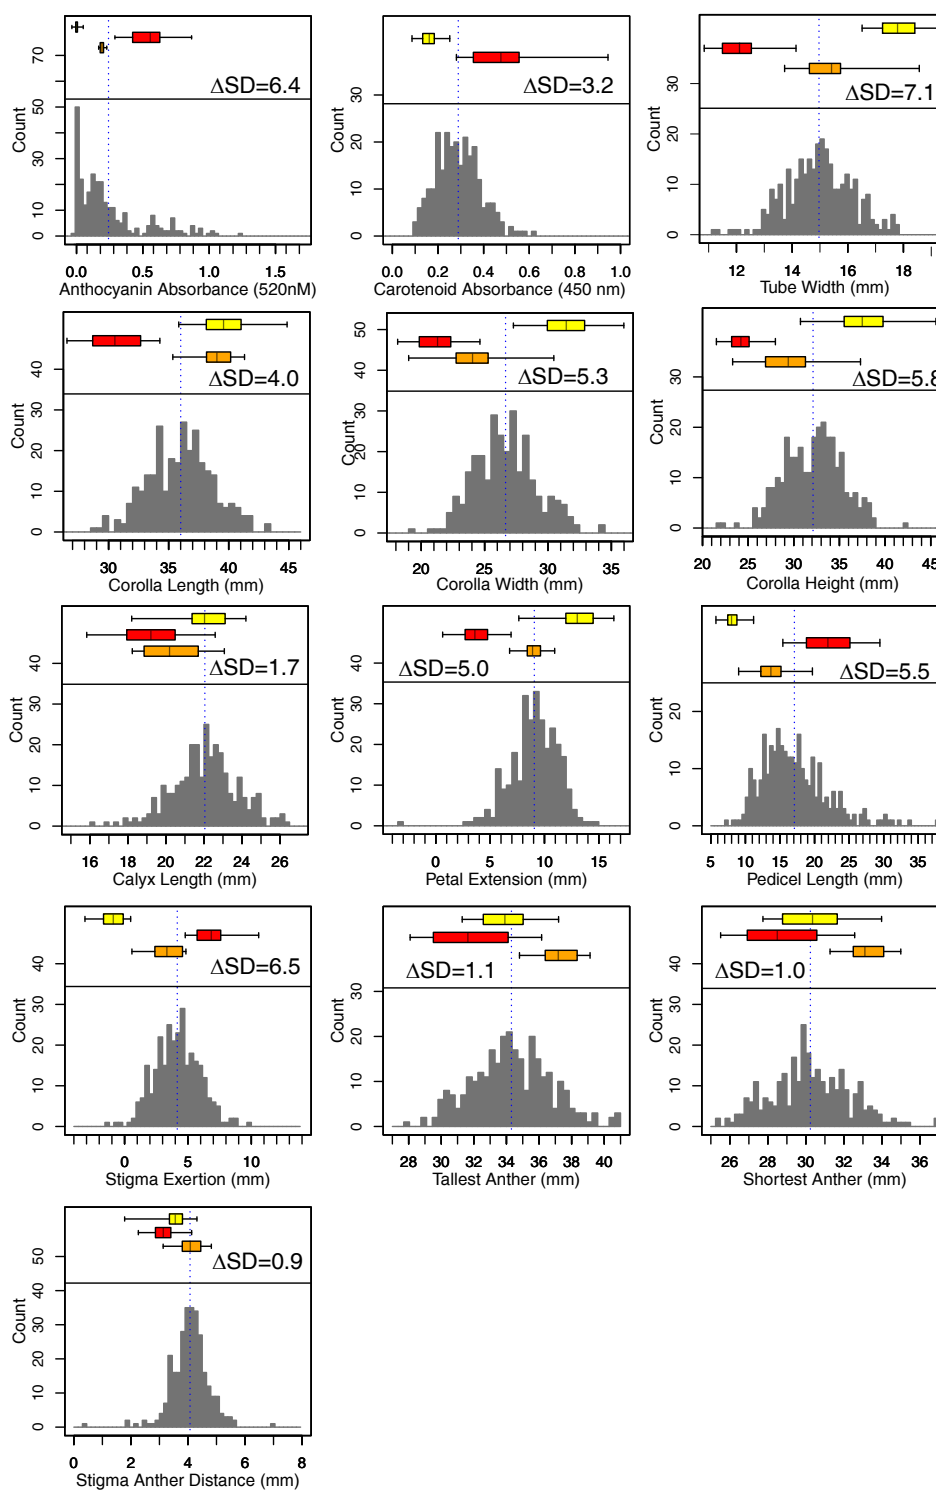 ΔSD=6.4
Count
0 10 30 50 70
0.0 0.5 1.0 1.5
Anthocyanin Absorbance (520nM)
ΔSD=3.2
Count
0 10 20 30
0.0 0.2 0.4 0.6 0.8 1.0
Carotenoid Absorbance (450 nm)
ΔSD=7.1
Count
0 10 20 30
12 14 16 18
Tube Width (mm)
ΔSD=4.0
Count
0 10 20 30 40
30 35 40 45
Corolla Length (mm)
ΔSD=5.3
Count
Count
0 10 20 30 40 50
20 25 30 35
Corolla Width (mm)
ΔSD=5.8
Count
0 10 20 30
20 25 30 35 40 45
Corolla Height (mm)
ΔSD=1.7
Count
0 10 20 30 40
16 18 20 22 24 26
Calyx Length (mm)
ΔSD=5.0
Count
0 10 20 30 40
0 5 10 15
Petal Extension (mm)
ΔSD=5.5
Count
0 10 20
5 10 15 20 25 30 35
Pedicel Length (mm)
ΔSD=6.5
Count
0 10 20 30 40
0 5 10
Stigma Exertion (mm)
ΔSD=1.1
Count
0 10 20 30
28 30 32 34 36 38 40
Tallest Anther (mm)
ΔSD=1.0
Count
0 10 20 30 40
26 28 30 32 34 36
Shortest Anther (mm)
ΔSD=0.9
Count
0 10 20 30 40 50
0 2 4 6 8
Stigma Anther Distance (mm)